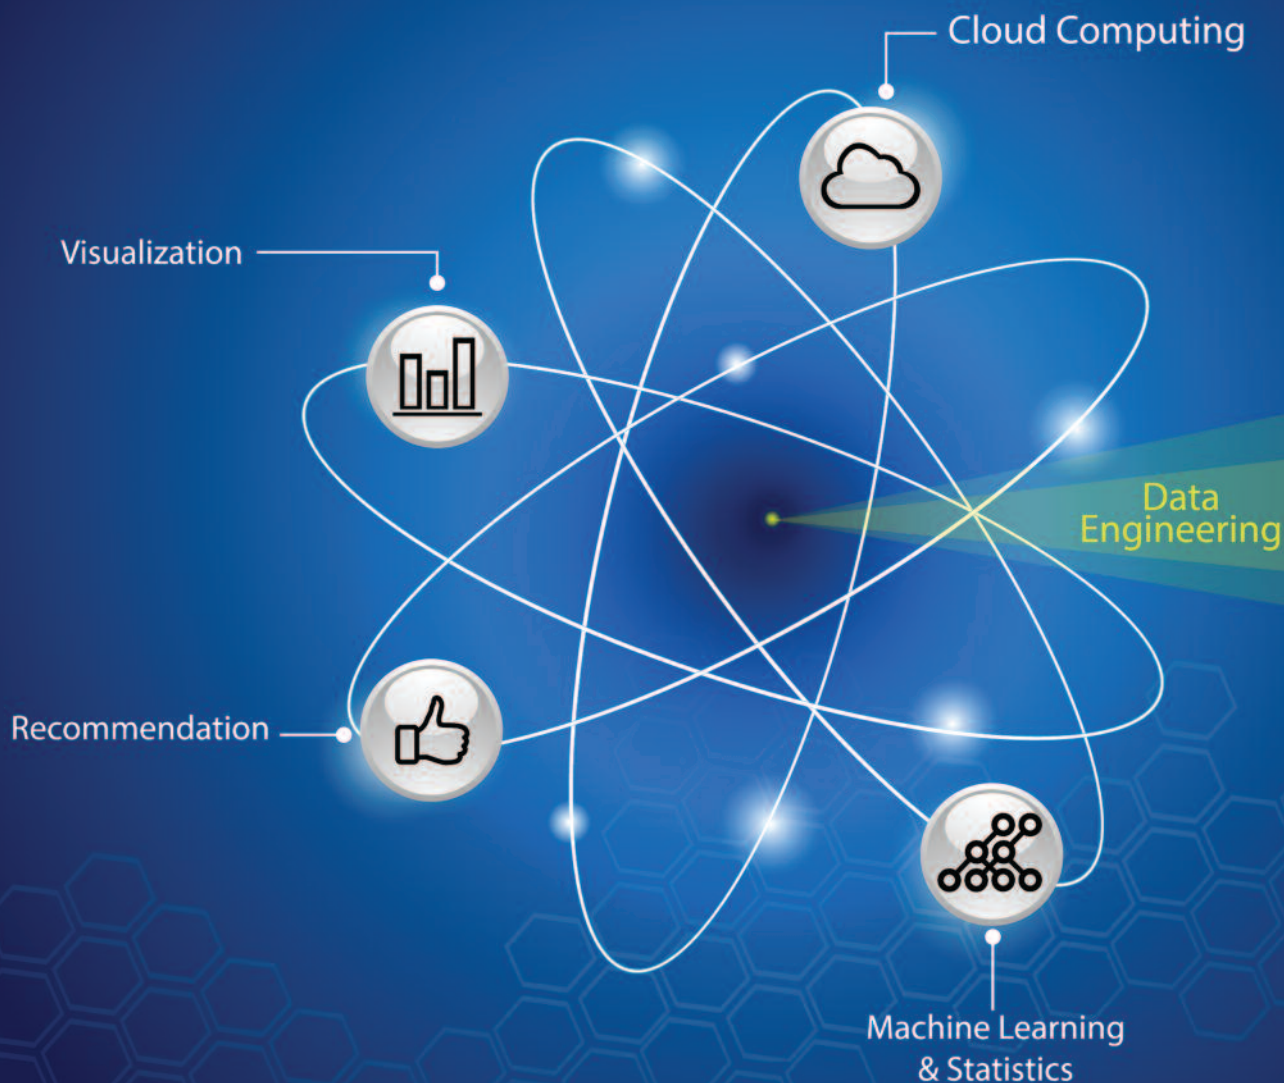 Cloud Computing
Visualization
Data
Engineering
Recommendation
Machine Learning
& Statistics